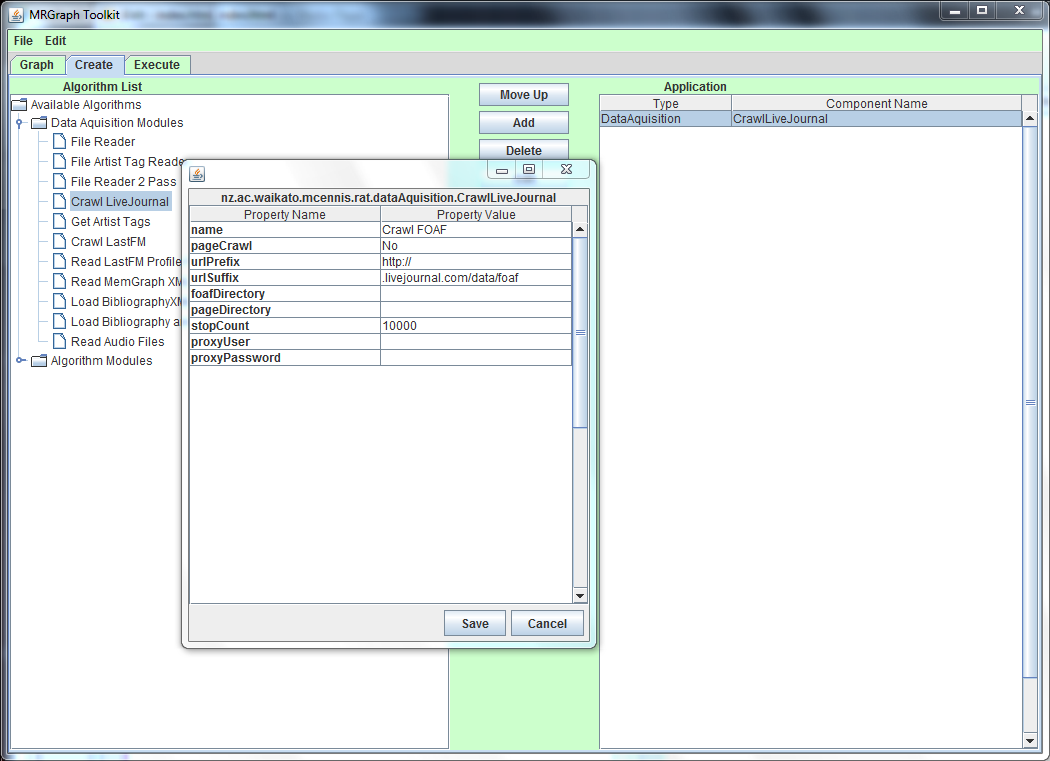 MRGraph Toolkit
File Edit
Graph Create Execute
Algorithm List
Available Algorithms
Data Aquisition Modules
File Reader
File Artist Tag Reade
File Reader 2 Pass
Crawl LiveJournal
Get Artist Tags
Crawl LastFM
Read LastFM Profile
Read MemGraph XM
Load BibliographyXM
Load Bibliography a
Read Audio Files
Algorithm Modules
Move Up
Add
Delete
Application
Type Component Name
DataAquisition CrawlLiveJournal
nz.ac.waikato.mcennis.rat.dataAquisition.CrawlLiveJournal
Property Name Property Value
name Crawl FOAF
pageCrawl No
urlPrefix http://
urlSuffix .livejournal.com/data/foaf
foafDirectory
pageDirectory
stopCount 10000
proxyUser
proxyPassword
Save Cancel